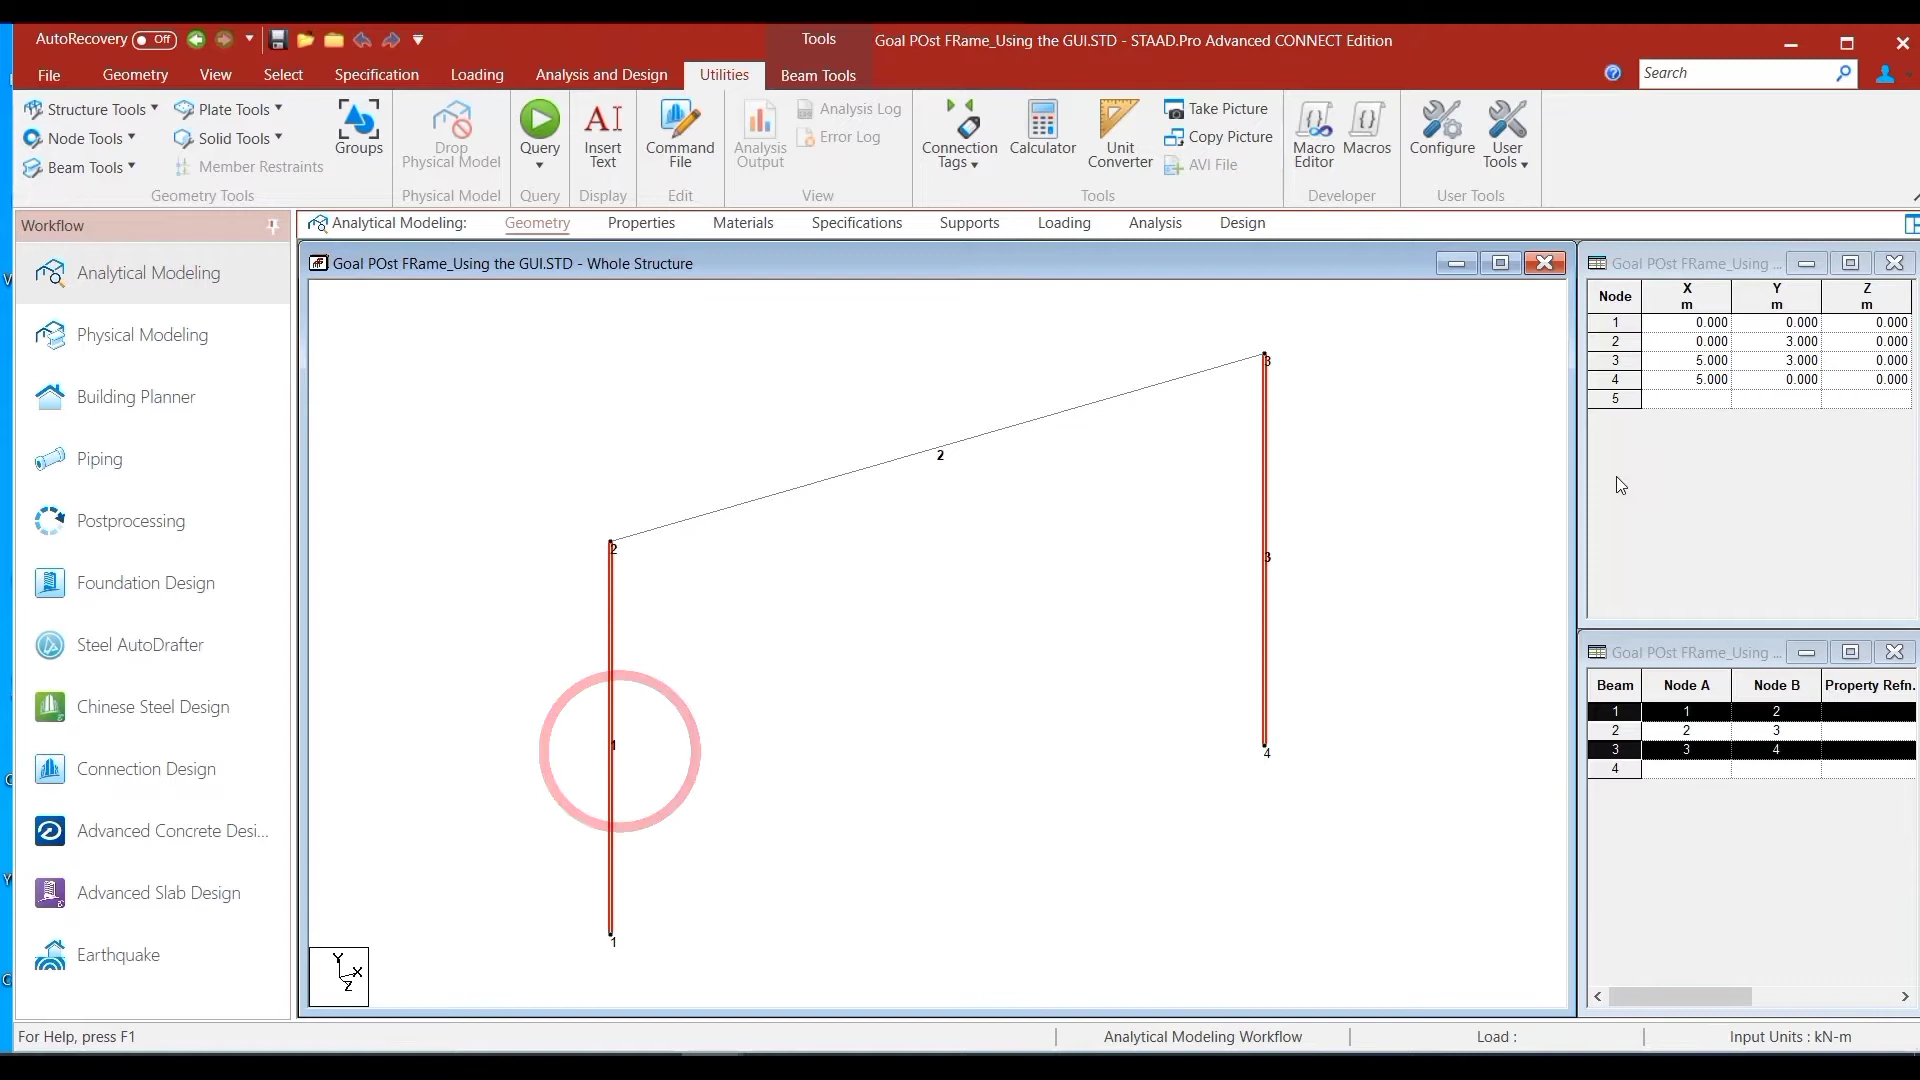 AutoRecovery Off
Tools
Goal POst FRame_Using the GUI.STD - STAAD.Pro Advanced CONNECT Edition
File Geometry View Select Specification Loading Analysis and Design Utilities Beam Tools
Search
Structure Tools Plate Tools
Node Tools Solid Tools
Beam Tools Member Restraints
Groups
Geometry Tools
Drop Physical Model
Physical Model
Query
Query
Insert Text
Display
Command File
Edit
Analysis Output
Analysis Log
Error Log
View
Connection Tags
Calculator
Unit Converter
Take Picture
Copy Picture
AVI File
Tools
Macro Editor
Macros
Developer
Configure
User Tools
User Tools
Workflow
Analytical Modeling
Physical Modeling
Building Planner
Piping
Postprocessing
Foundation Design
Steel AutoDrafter
Chinese Steel Design
Connection Design
Advanced Concrete Desi...
Advanced Slab Design
Earthquake
Analytical Modeling: Geometry Properties Materials Specifications Supports Loading Analysis Design
Goal POst FRame_Using the GUI.STD - Whole Structure
3
2
2
3
1
4
1
Y
X
Z
Goal POst FRame_Using ...
Node X m Y m Z m
1 0.000 0.000 0.000
2 0.000 3.000 0.000
3 5.000 3.000 0.000
4 5.000 0.000 0.000
5
Goal POst FRame_Using ...
Beam Node A Node B Property Refn.
1 1 2
2 2 3
3 3 4
4
For Help, press F1
Analytical Modeling Workflow
Load :
Input Units : kN-m